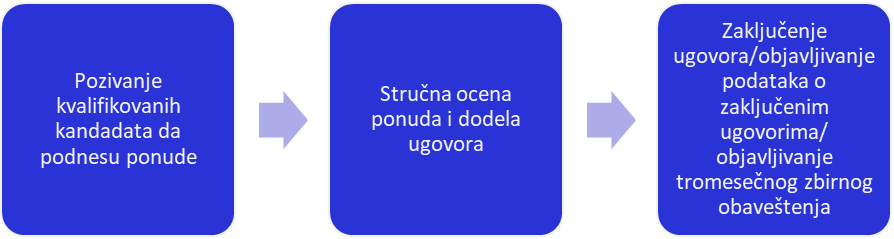 Pozivanje
kvalifikovanih
kandadata da
podnesu ponude
Stručna ocena
ponuda i dodela
ugovora
Zaključenje
ugovora/objavljivanje
podataka o
zaključenim
ugovorima/
objavljivanje
tromesečnog zbirnog
obaveštenja